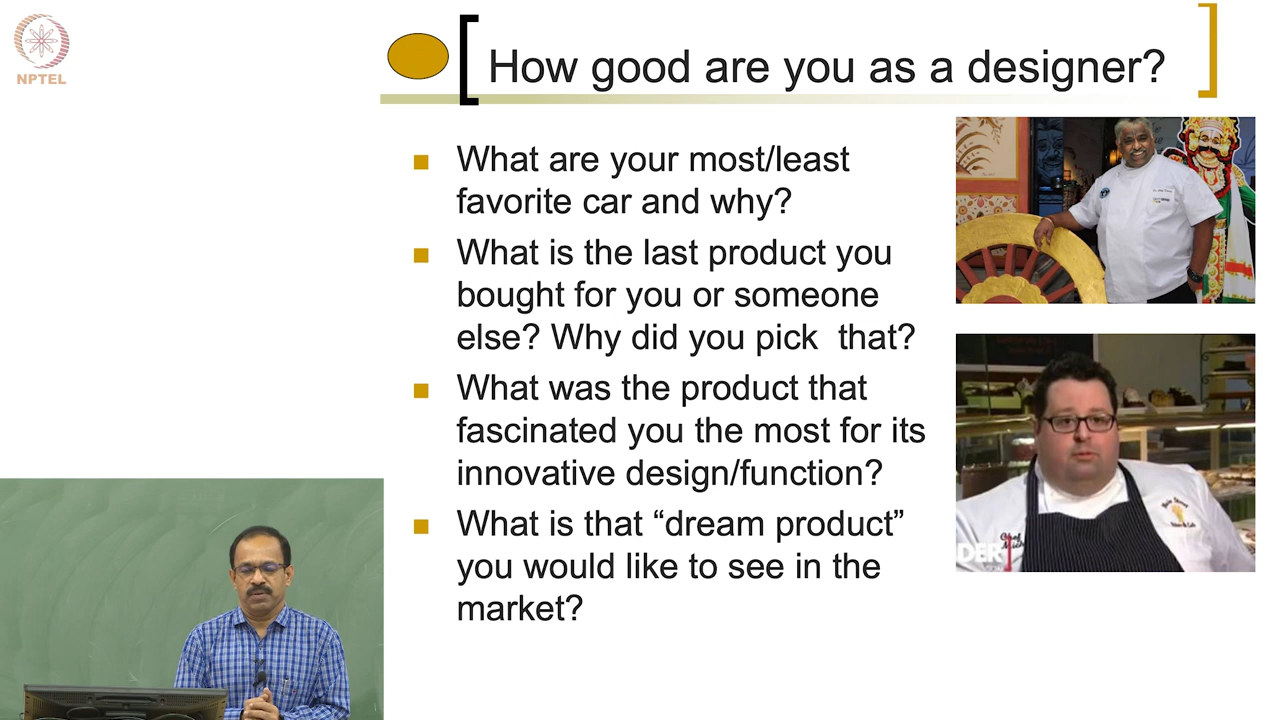 NPTEL
How good are you as a designer?
What are your most/least
favorite car and why?
What is the last product you
bought for you or someone
else? Why did you pick that?
What was the product that
fascinated you the most for its
innovative design/function?
What is that “dream product”
you would like to see in the
market?
DER